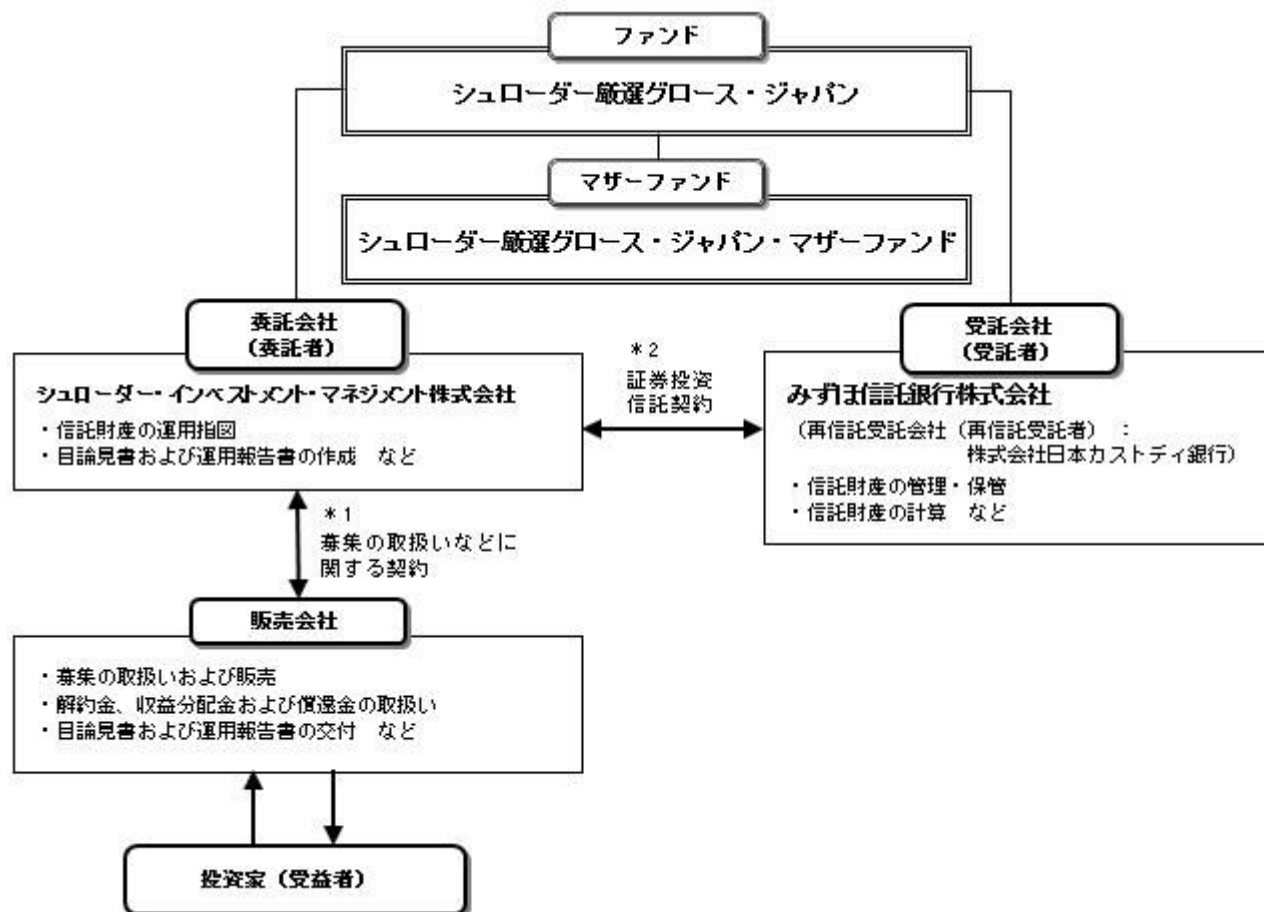 ファンド
シュローダー厳選グロース・ジャパン
マザーファンド
シュローダー厳選グロース・ジャパン・マザーファンド
委託会社
(委託者)
シュローダー・インベストメント・マネジメント株式会社
・信託財産の運用指図
・目論見書および運用報告書の作成　など
*2
証券投資
信託契約
受託会社
(受託者)
みずほ信託銀行株式会社
(再信託受託会社(再信託受託者)　:
株式会社日本カストディ銀行)
・信託財産の管理・保管
・信託財産の計算　など
*1
募集の取扱いなどに
関する契約
販売会社
・募集の取扱いおよび販売
・解約金、収益分配金および償還金の取扱い
・目論見書および運用報告書の交付　など
投資家(受益者)